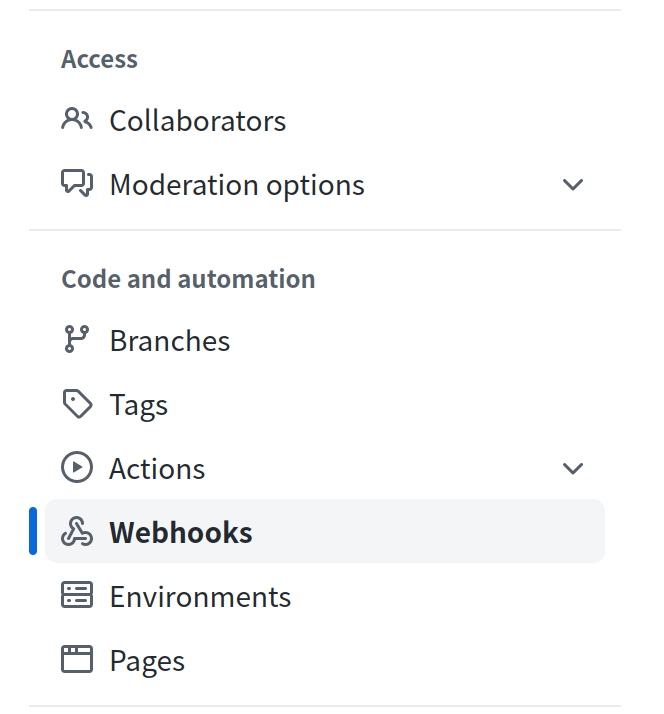 Access
Collaborators
Moderation options
Code and automation
Branches
Tags
Actions
Webhooks
Environments
Pages